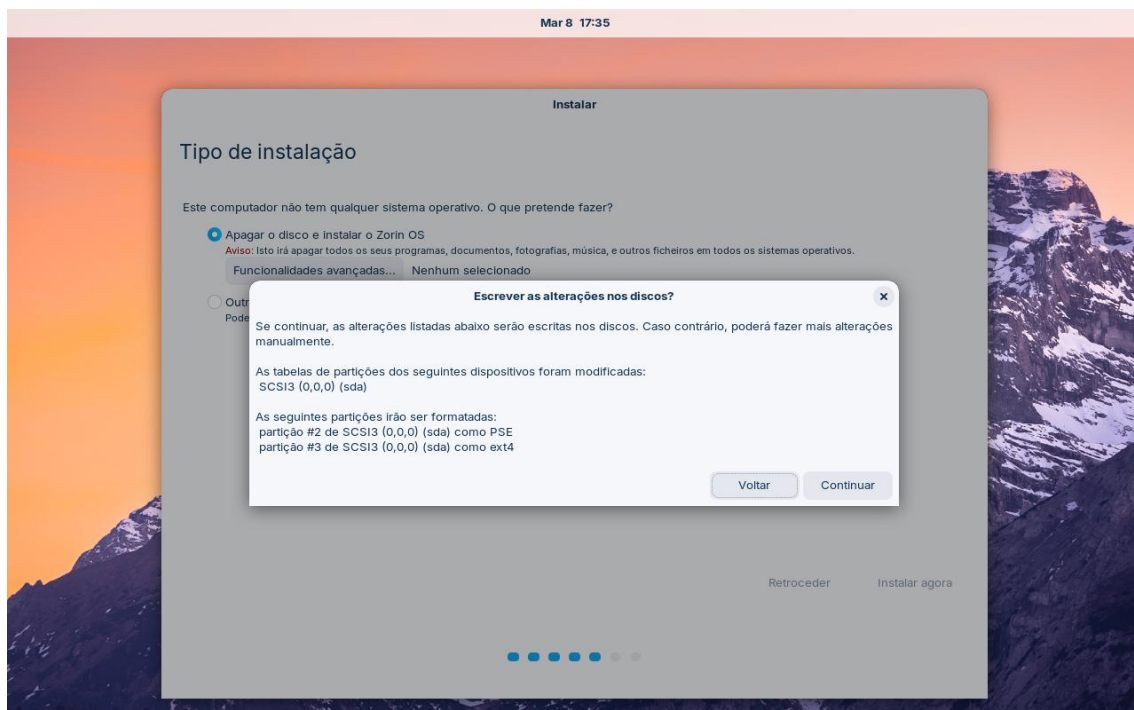 Mar 8 17:35
Instalar
Tipo de instalação
Este computador não tem qualquer sistema operativo. O que pretende fazer?
Apagar o disco e instalar o Zorin OS
Aviso: Isto irá apagar todos os seus programas, documentos, fotografias, música, e outros ficheiros em todos os sistemas operativos.
Funcionalidades avançadas... Nenhum selecionado
Outr
Pode
Escrever as alterações nos discos?
Se continuar, as alterações listadas abaixo serão escritas nos discos. Caso contrário, poderá fazer mais alterações
manualmente.
As tabelas de partições dos seguintes dispositivos foram modificadas:
SCSI3 (0,0,0) (sda)
As seguintes partições irão ser formatadas:
partição #2 de SCSI3 (0,0,0) (sda) como PSE
partição #3 de SCSI3 (0,0,0) (sda) como ext4
Voltar Continuar
Retroceder Instalar agora